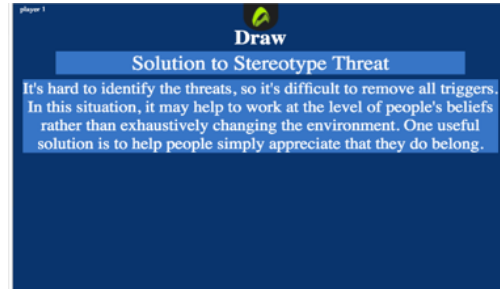 player 1
Draw
Solution to Stereotype Threat
It's hard to identify the threats, so it's difficult to remove all triggers.
In this situation, it may help to work at the level of people's beliefs
rather than exhaustively changing the environment. One useful
solution is to help people simply appreciate that they do belong.